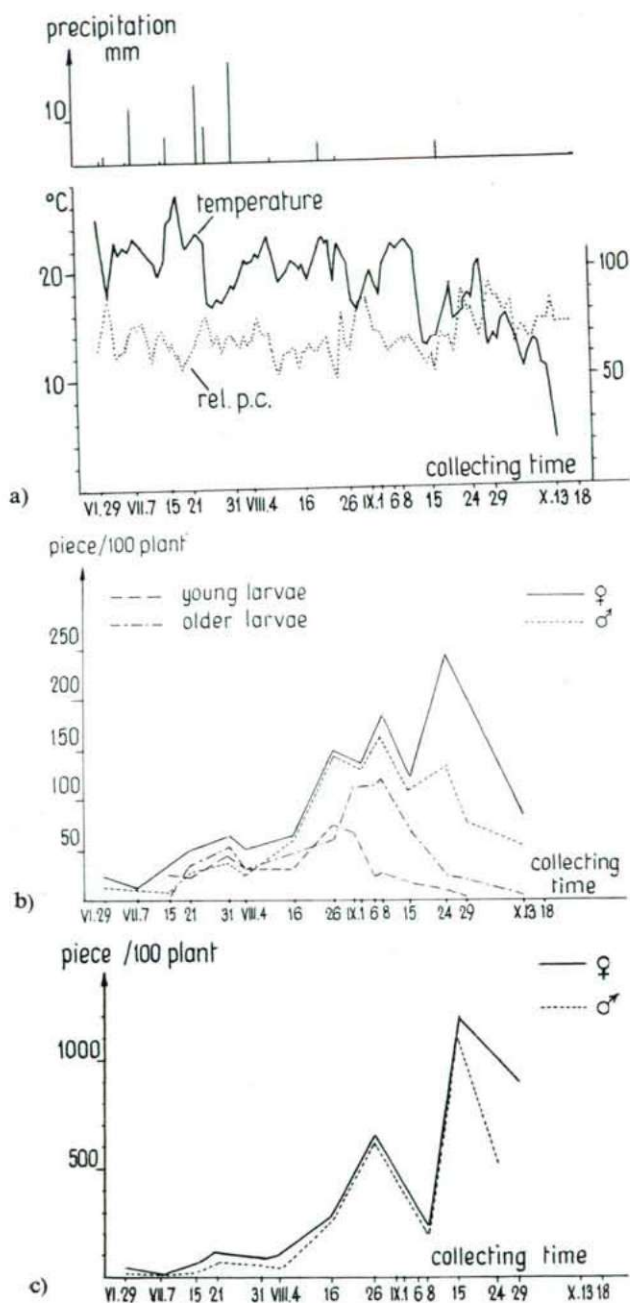 precipitation
mm
10
°C
temperature
20
100
rel. p.c.
50
10
collecting time
a)
VI.29 VII.7 15 21 31 VIII.4 16 26 IX.1 6 8 15 24 29 X.13 18
piece/100 plant
young larvae ♀
older larvae ♂
250
200
150
100
50
collecting
time
b)
VI.29 VII.7 15 21 31 VIII.4 16 26 IX.1 6 8 15 24 29 X.13 18
piece /100 plant
♀
♂
1000
500
collecting time
c)
VI.29 VII.7 15 21 31 VIII.4 16 26 IX.1 6 8 15 24 29 X.13 18